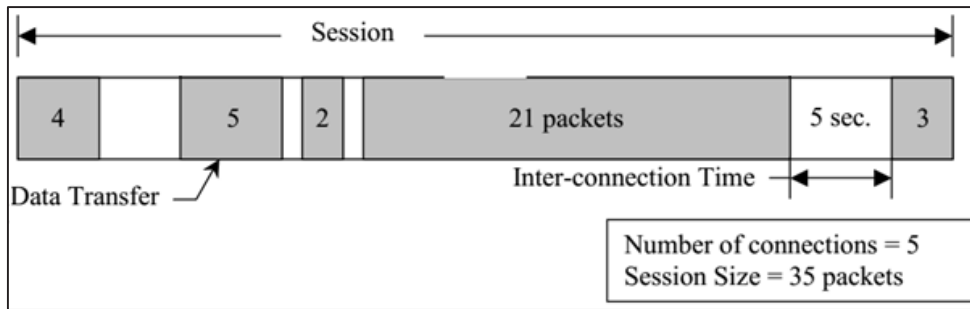 Session
4 5 2 21 packets 5 sec. 3
Data Transfer
Inter-connection Time
Number of connections = 5
Session Size = 35 packets